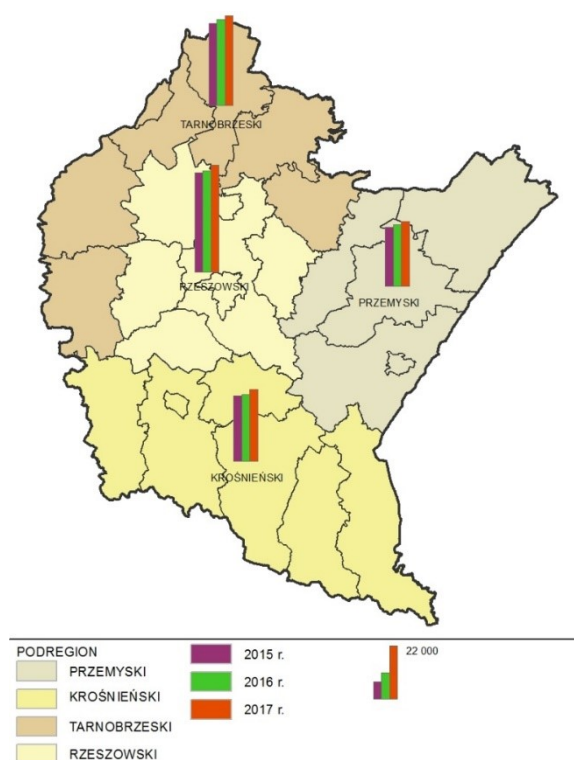 TARNOBRZESKI
RZESZOWSKI
PRZEMYSKI
KROŚNIEŃSKI
PODREGION
PRZEMYSKI
KROŚNIEŃSKI
TARNOBRZESKI
RZESZOWSKI
2015 r.
2016 r.
2017 r.
22 000